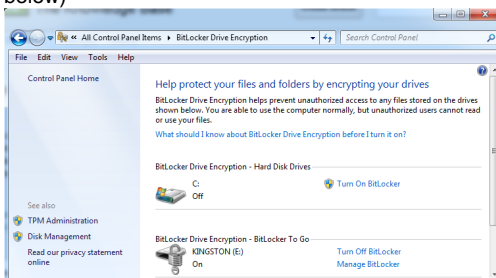 below)
« All Control Panel Items ▸ BitLocker Drive Encryption
Search Control Panel
File Edit View Tools Help
Control Panel Home
Help protect your files and folders by encrypting your drives
BitLocker Drive Encryption helps prevent unauthorized access to any files stored on the drives
shown below. You are able to use the computer normally, but unauthorized users cannot read
or use your files.
What should I know about BitLocker Drive Encryption before I turn it on?
BitLocker Drive Encryption - Hard Disk Drives
C:
Off
Turn On BitLocker
See also
TPM Administration
Disk Management
Read our privacy statement
online
BitLocker Drive Encryption - BitLocker To Go
KINGSTON (E:)
On
Turn Off BitLocker
Manage BitLocker